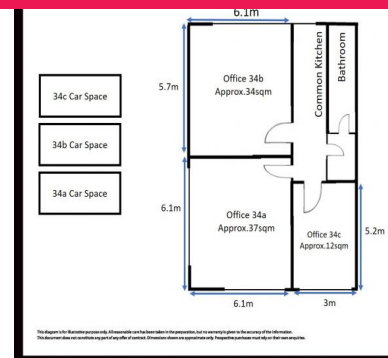 6.1m
5.7m
Office 34b
Approx.34sqm
Common Kitchen
Bathroom
34c Car Space
34b Car Space
34a Car Space
6.1m
Office 34a
Approx.37sqm
Office 34c
Approx.12sqm
5.2m
6.1m
3m
This diagram is for illustrative purposes only. All reasonable care has been taken in the preparation, but no warranty is given to the accuracy of the information.
This document does not constitute any part of any offer of contract. Dimensions shown are approximate only. Perspective purchasers must rely on their own enquiries.